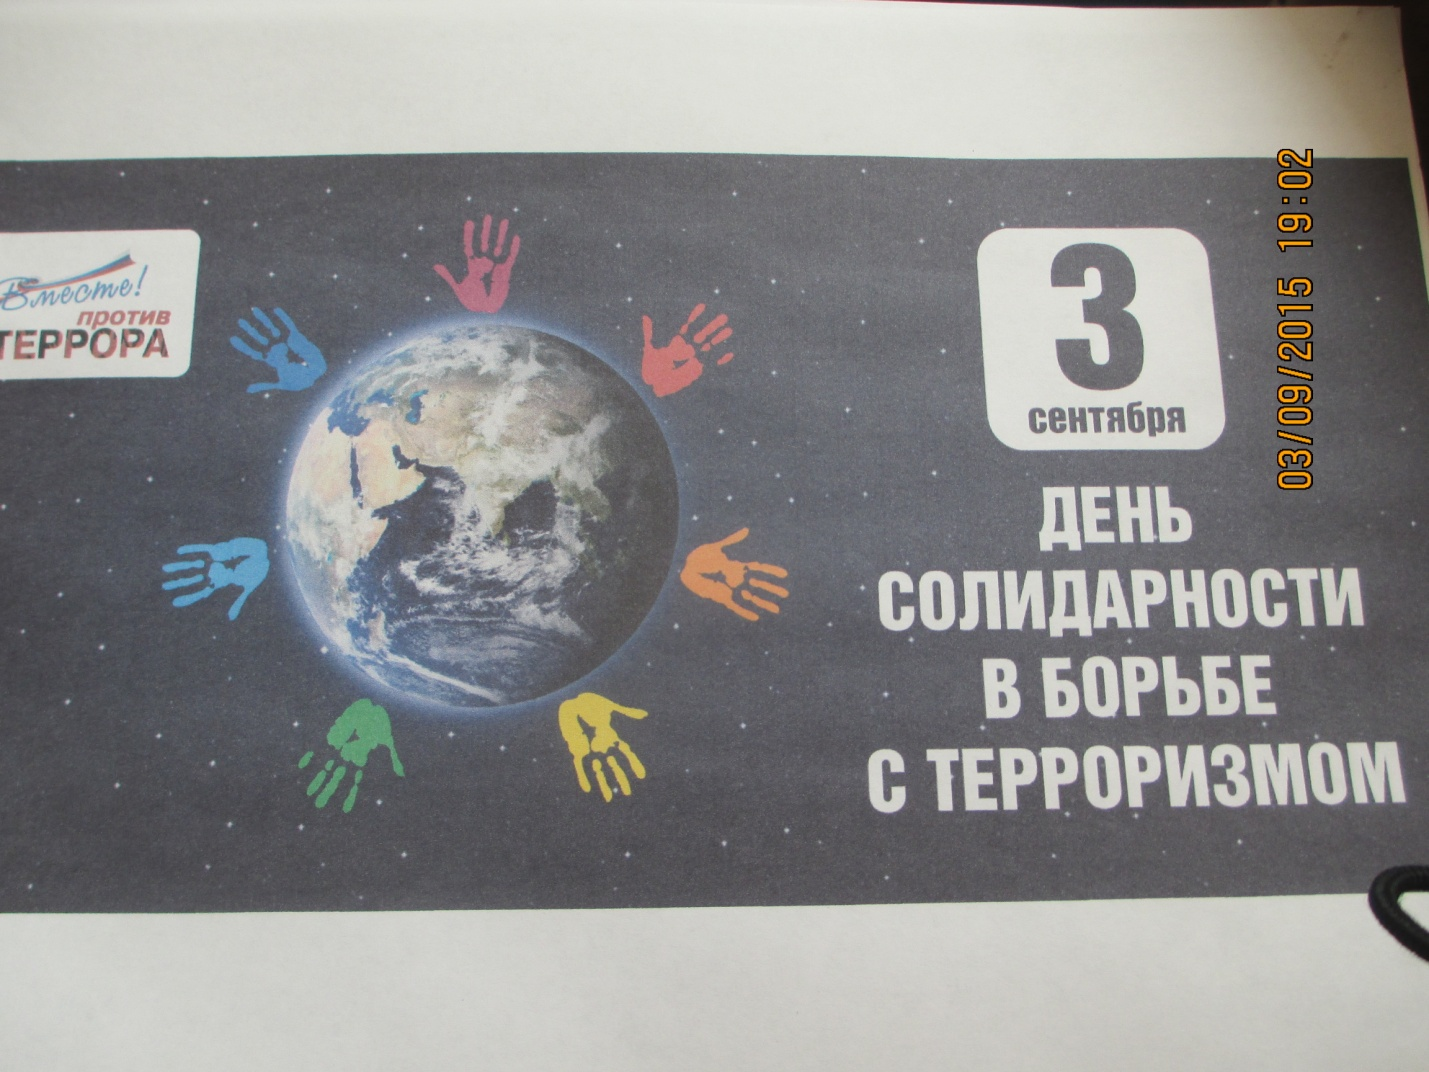 Вместе!
против
ТЕРРОРА
3
сентября
ДЕНЬ
СОЛИДАРНОСТИ
В БОРЬБЕ
С ТЕРРОРИЗМОМ
03/09/2015 19:02